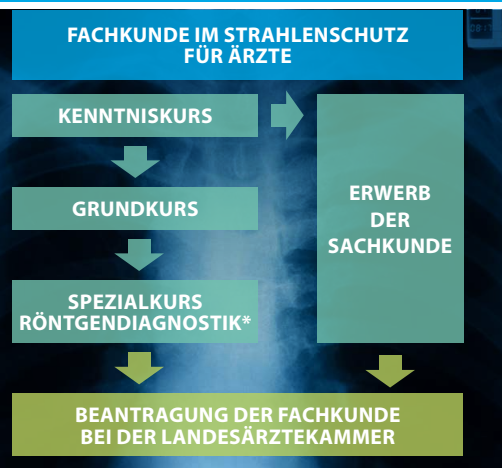 FACHKUNDE IM STRAHLENSCHUTZ
FÜR ÄRZTE
KENNTNISKURS
GRUNDKURS
SPEZIALKURS
RÖNTGENDIAGNOSTIK*
ERWERB
DER
SACHKUNDE
BEANTRAGUNG DER FACHKUNDE
BEI DER LANDESÄRZTEKAMMER